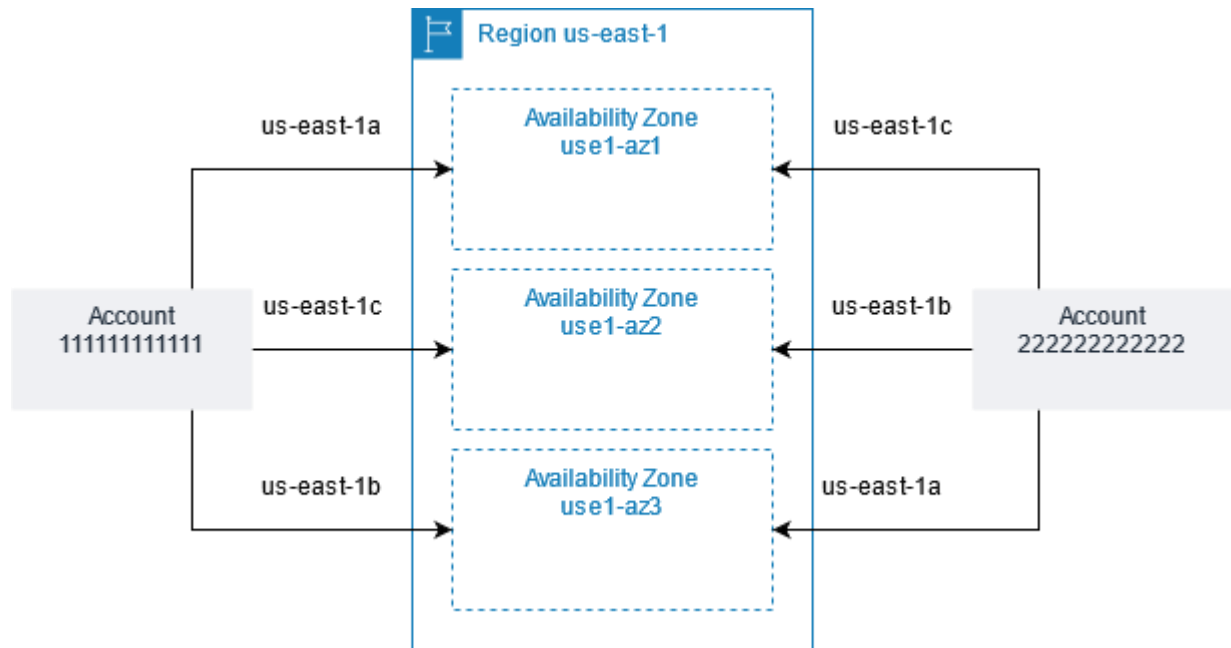 Region us-east-1
Availability Zone
use1-az1
us-east-1a
us-east-1c
Availability Zone
use1-az2
us-east-1c
us-east-1b
Account
111111111111
Account
222222222222
Availability Zone
use1-az3
us-east-1b
us-east-1a